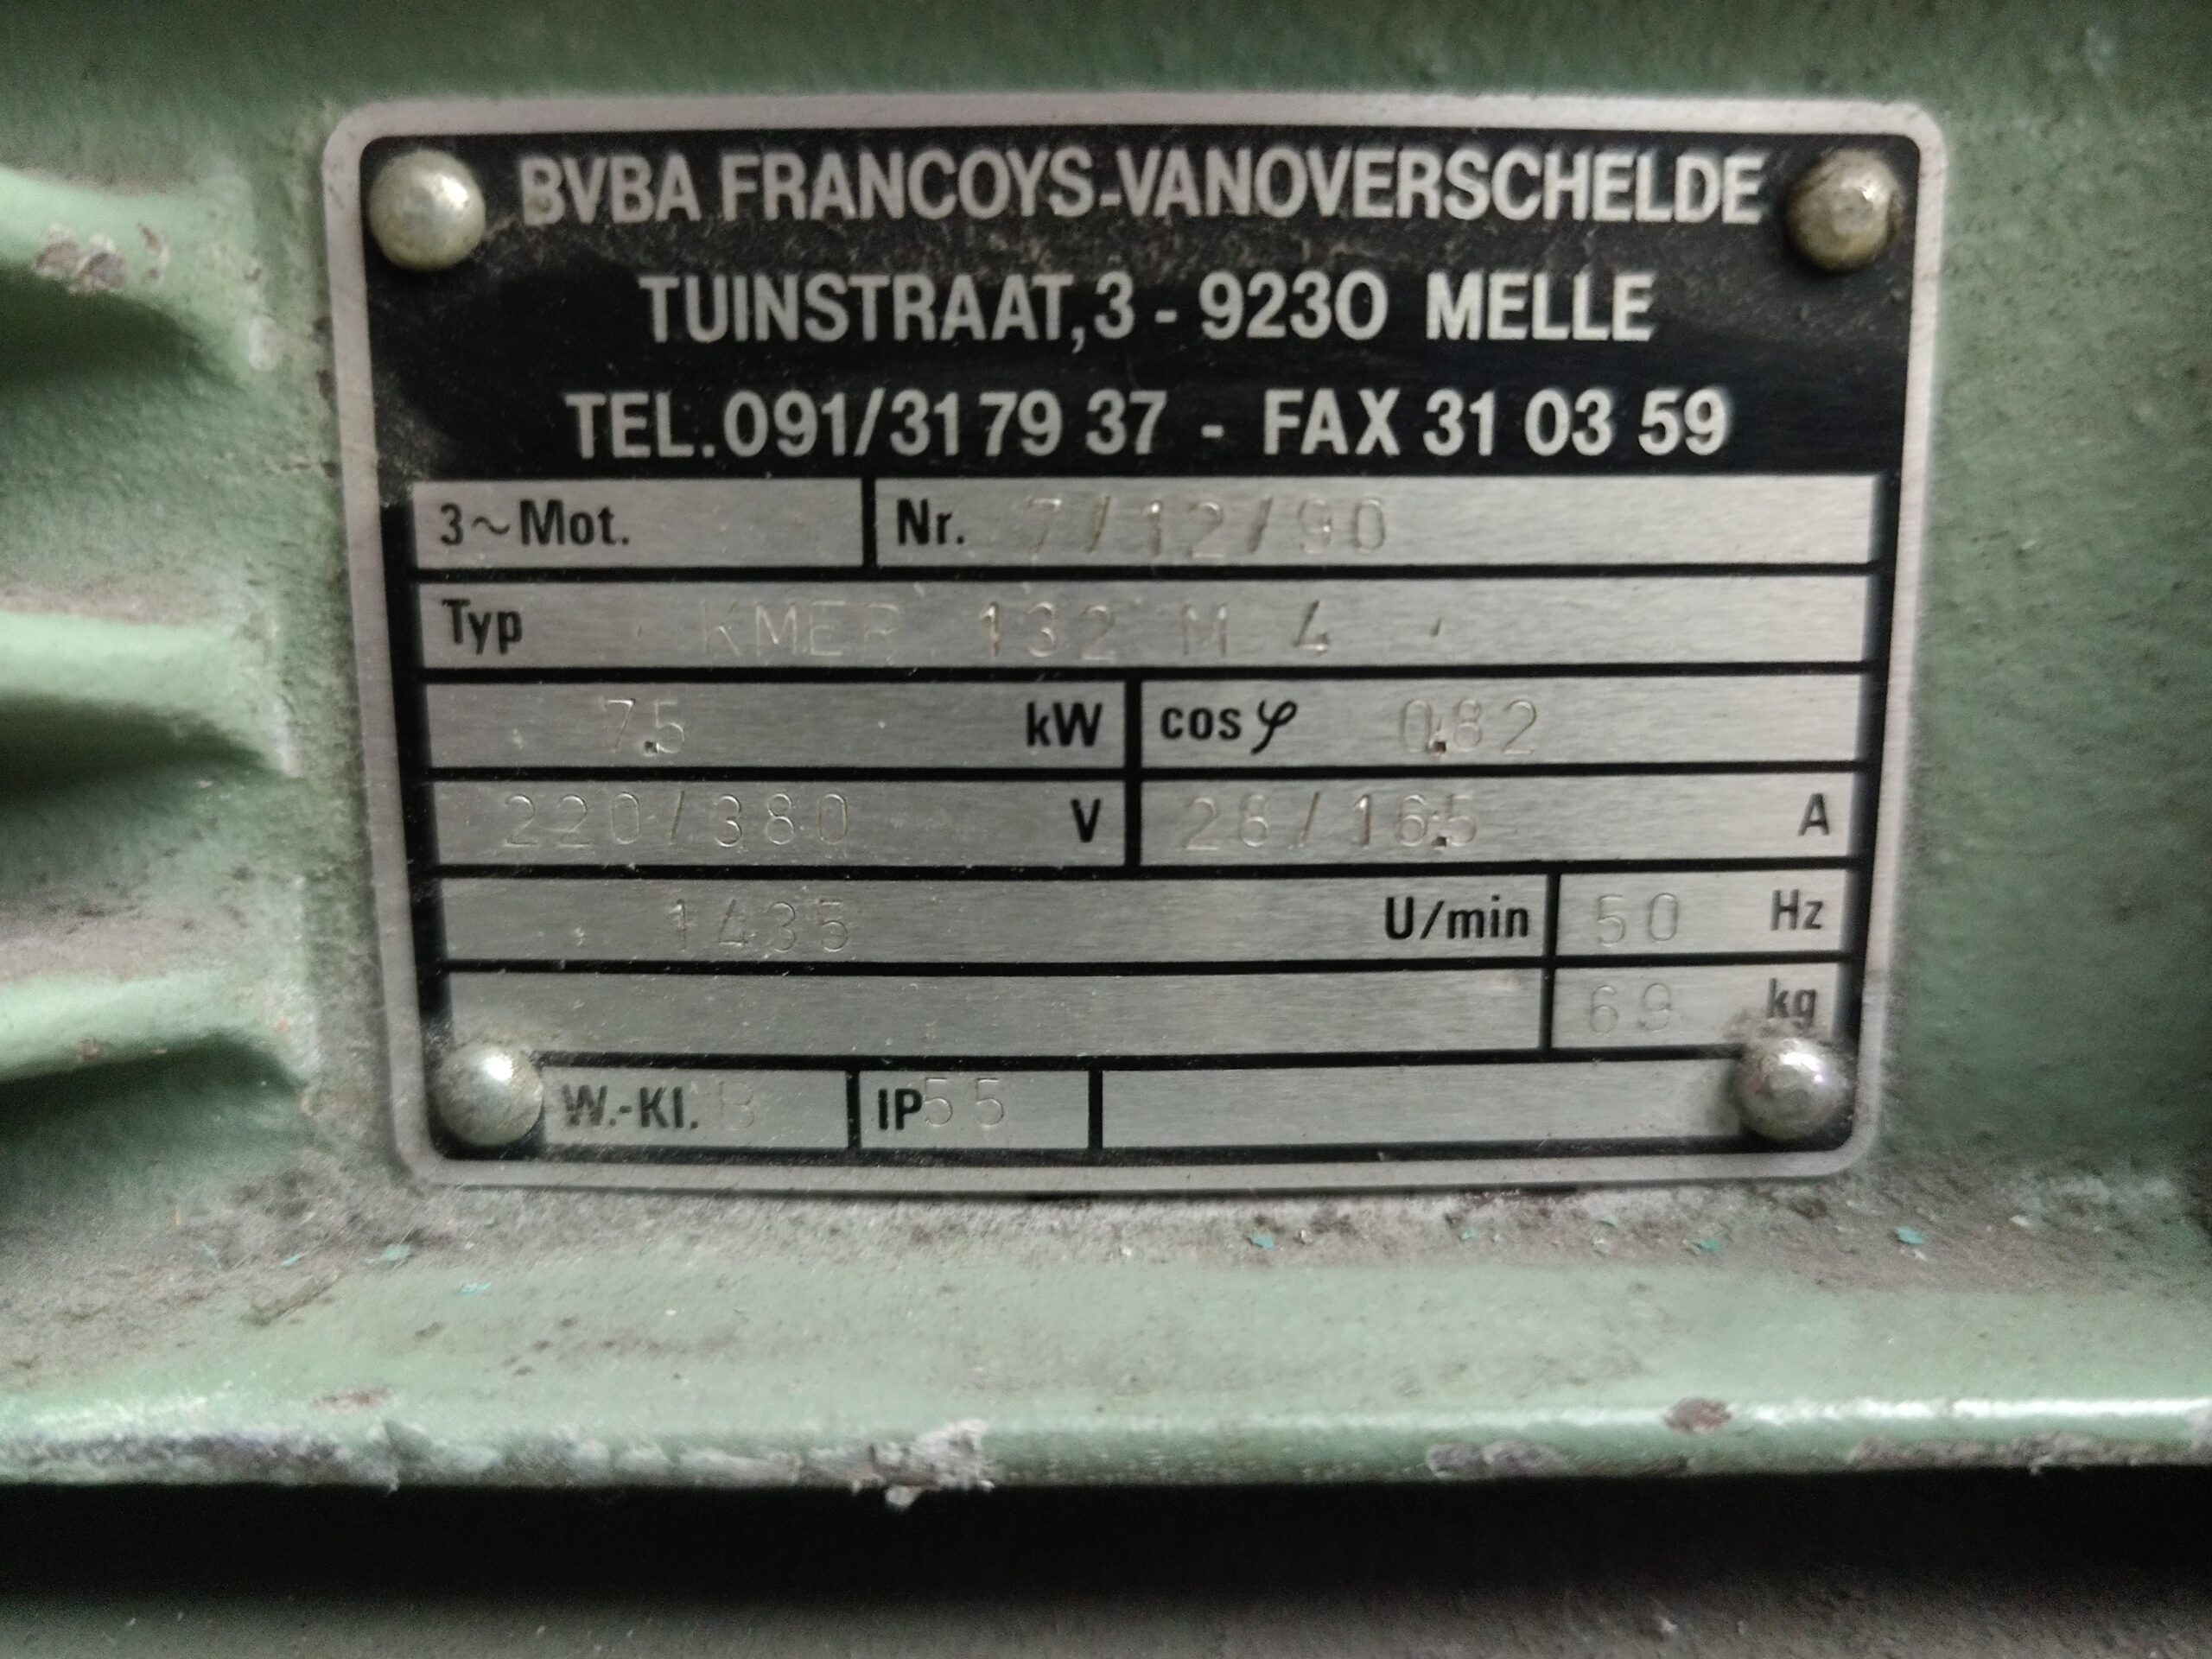 BVBA FRANCOYS-VANOVERSCHELDE
TUINSTRAAT,3 - 9230 MELLE
TEL.091/31 79 37 - FAX 31 03 59
3~Mot. Nr. 7/12/90
Typ KMER 132 M 4
7.5 kW cos φ 0.82
220/380 V 28/16.5 A
1435 U/min 50 Hz
69 kg
W.-Kl. B IP 55